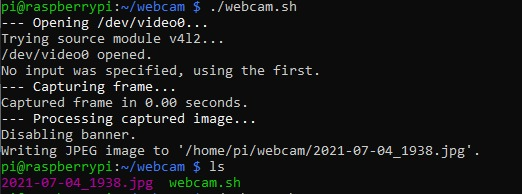 pi@raspberrypi:~/webcam $ ./webcam.sh
--- Opening /dev/video0...
Trying source module v4l2...
/dev/video0 opened.
No input was specified, using the first.
--- Capturing frame...
Captured frame in 0.00 seconds.
--- Processing captured image...
Disabling banner.
Writing JPEG image to '/home/pi/webcam/2021-07-04_1938.jpg'.
pi@raspberrypi:~/webcam $ ls
2021-07-04_1938.jpg  webcam.sh